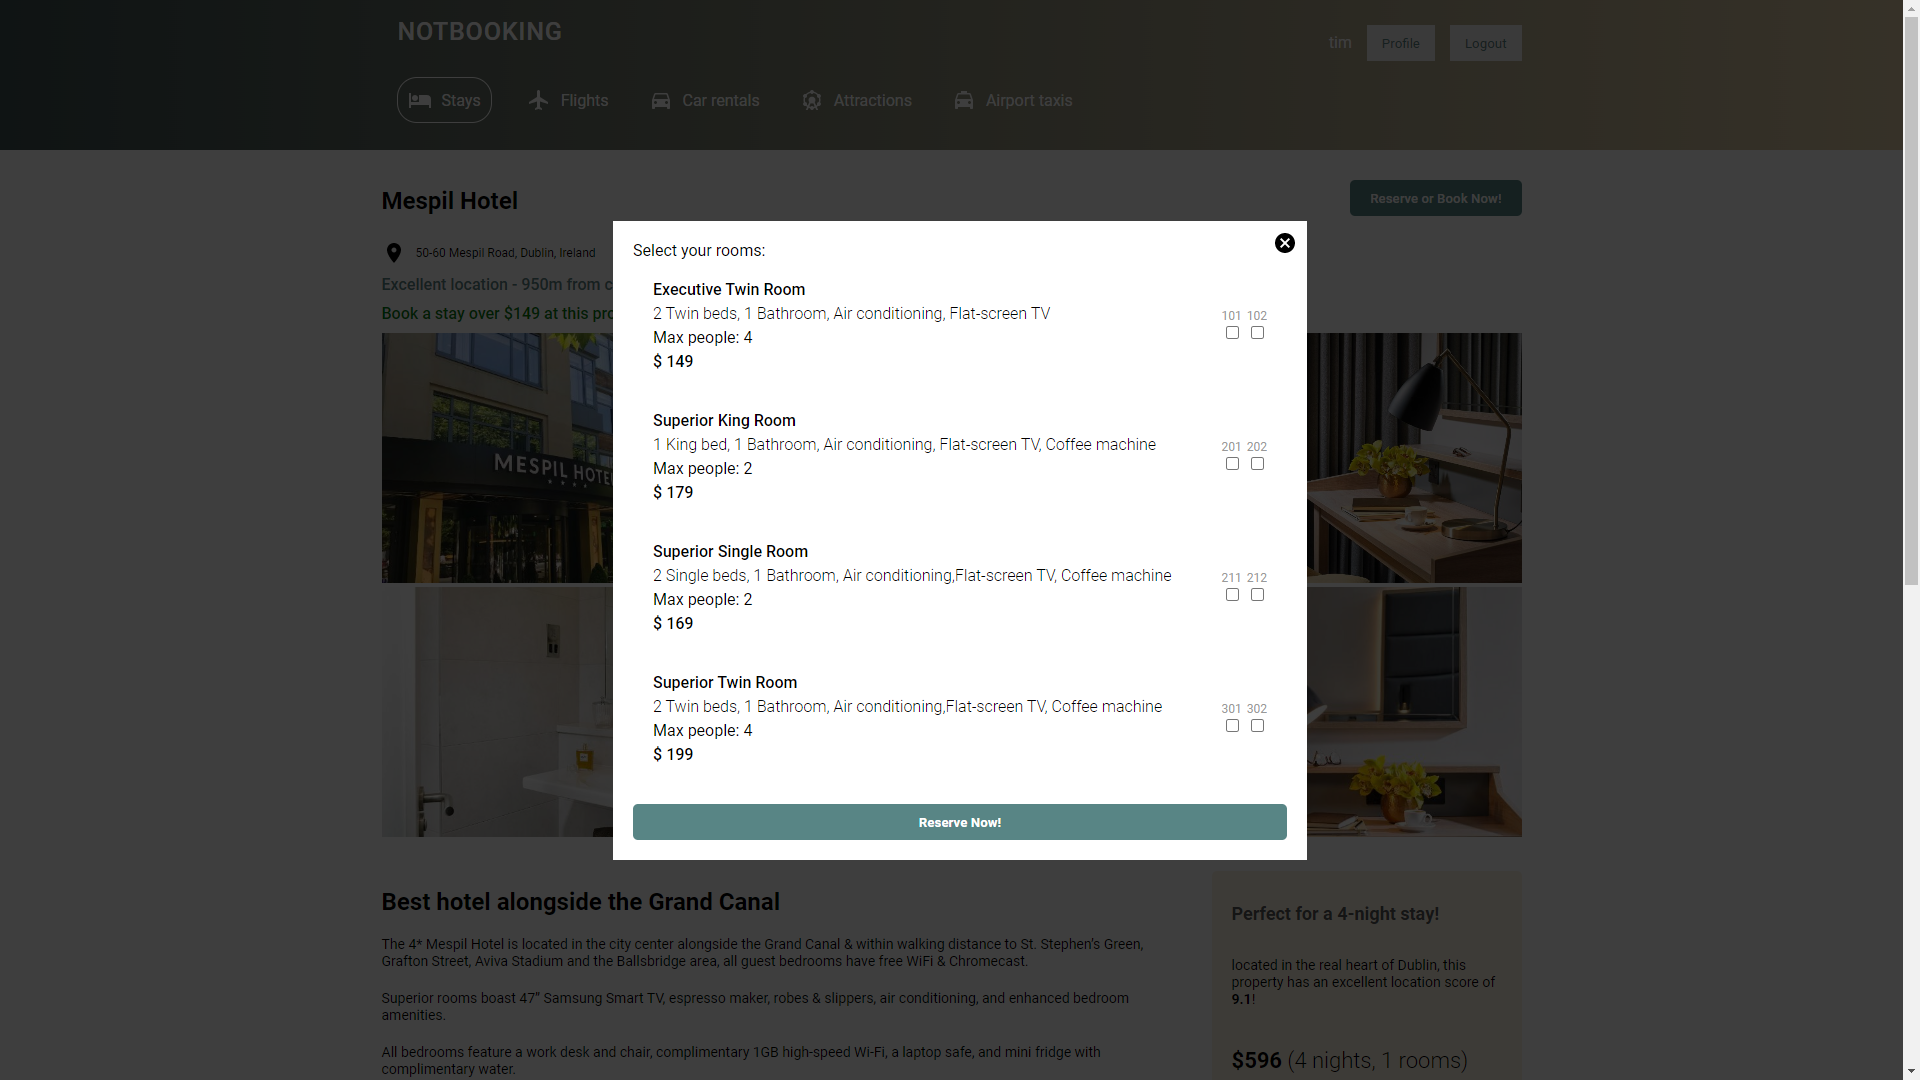 NOTBOOKING
tim
Profile
Logout
Stays
Flights
Car rentals
Attractions
Airport taxis
Mespil Hotel
Reserve or Book Now!
50-60 Mespil Road, Dublin, Ireland
Excellent location - 950m from c
Book a stay over $149 at this pro
MESPIL HOTE
Select your rooms:
Executive Twin Room
2 Twin beds, 1 Bathroom, Air conditioning, Flat-screen TV
Max people: 4
$ 149
101 102
Superior King Room
1 King bed, 1 Bathroom, Air conditioning, Flat-screen TV, Coffee machine
Max people: 2
$ 179
201 202
Superior Single Room
2 Single beds, 1 Bathroom, Air conditioning,Flat-screen TV, Coffee machine
Max people: 2
$ 169
211 212
Superior Twin Room
2 Twin beds, 1 Bathroom, Air conditioning,Flat-screen TV, Coffee machine
Max people: 4
$ 199
301 302
Reserve Now!
Best hotel alongside the Grand Canal
The 4* Mespil Hotel is located in the city center alongside the Grand Canal & within walking distance to St. Stephen's Green,
Grafton Street, Aviva Stadium and the Ballsbridge area, all guest bedrooms have free WiFi & Chromecast.
Superior rooms boast 47" Samsung Smart TV, espresso maker, robes & slippers, air conditioning, and enhanced bedroom
amenities.
All bedrooms feature a work desk and chair, complimentary 1GB high-speed Wi-Fi, a laptop safe, and mini fridge with
complimentary water.
Perfect for a 4-night stay!
located in the real heart of Dublin, this
property has an excellent location score of
9.1!
$596 (4 nights, 1 rooms)